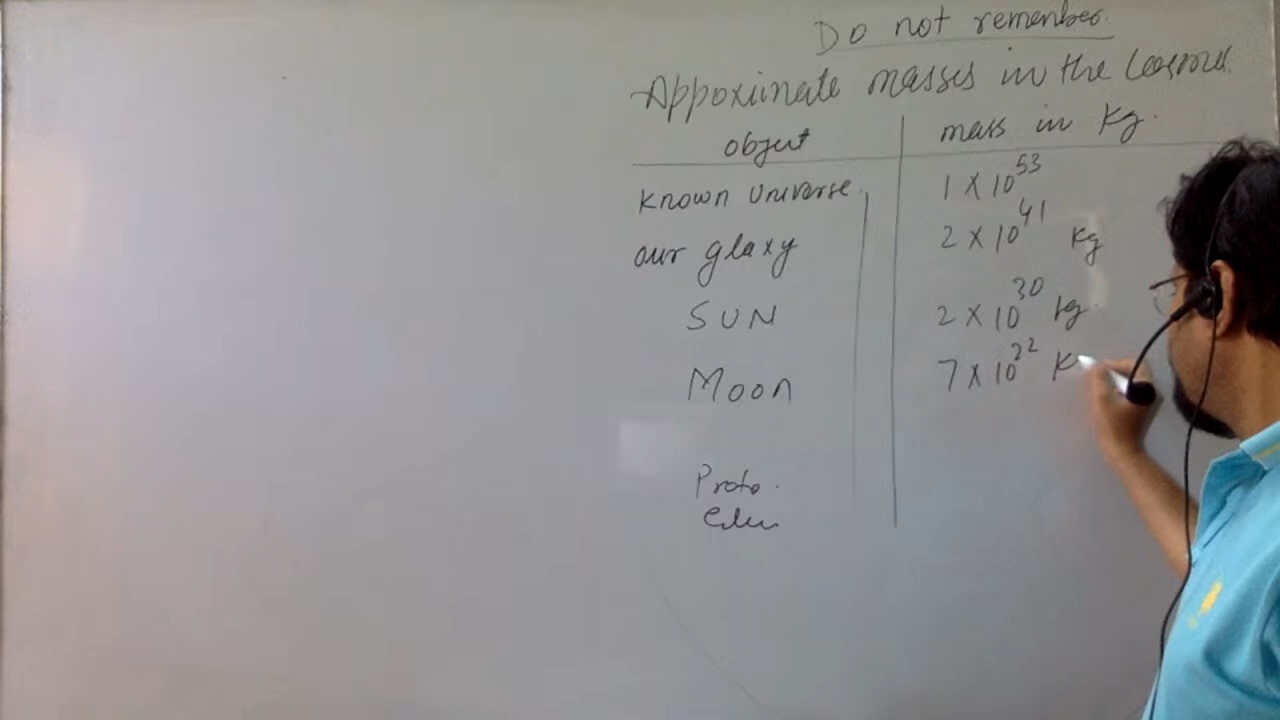 Do not remember.
Appoximate masses in the Cosmos.
object mass in Kg.
Known Universe 1 X 10^53
our glaxy 2 X 10^41 Kg
SUN 2 X 10^30 kg
Moon 7 X 10^22 K
Proto.